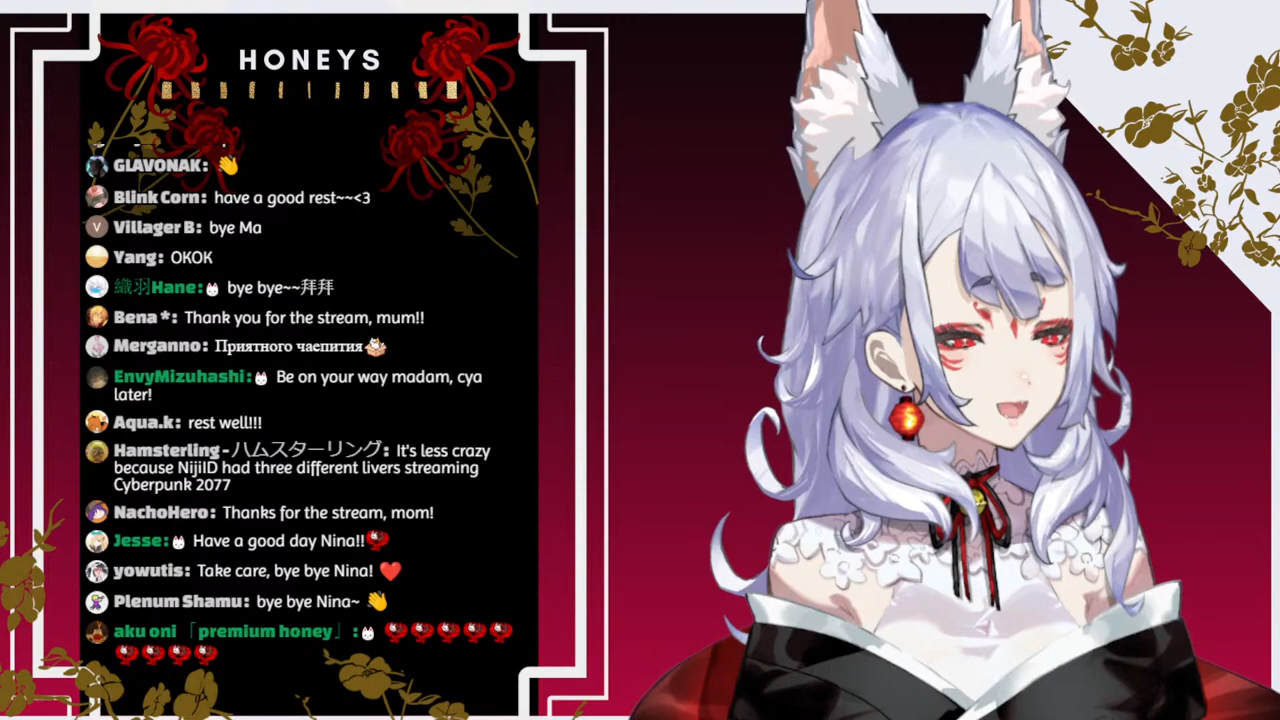 HONEYS
GLAVONAK: 👋
Blink Corn: have a good rest~~<3
V Villager B: bye Ma
Yang: OKOK
織羽Hane: bye bye~~拜拜
Bena *: Thank you for the stream, mum!!
Merganno: Приятного чаепития
EnvyMizuhashi: Be on your way madam, cya
later!
Aqua.k: rest well!!!
Hamsterling - ハムスターリング: It's less crazy
because NijiID had three different livers streaming
Cyberpunk 2077
NachoHero: Thanks for the stream, mom!
Jesse: Have a good day Nina!!
yowutis: Take care, bye bye Nina! ❤️
Plenum Shamu: bye bye Nina~ 👋
aku oni「premium honey」: